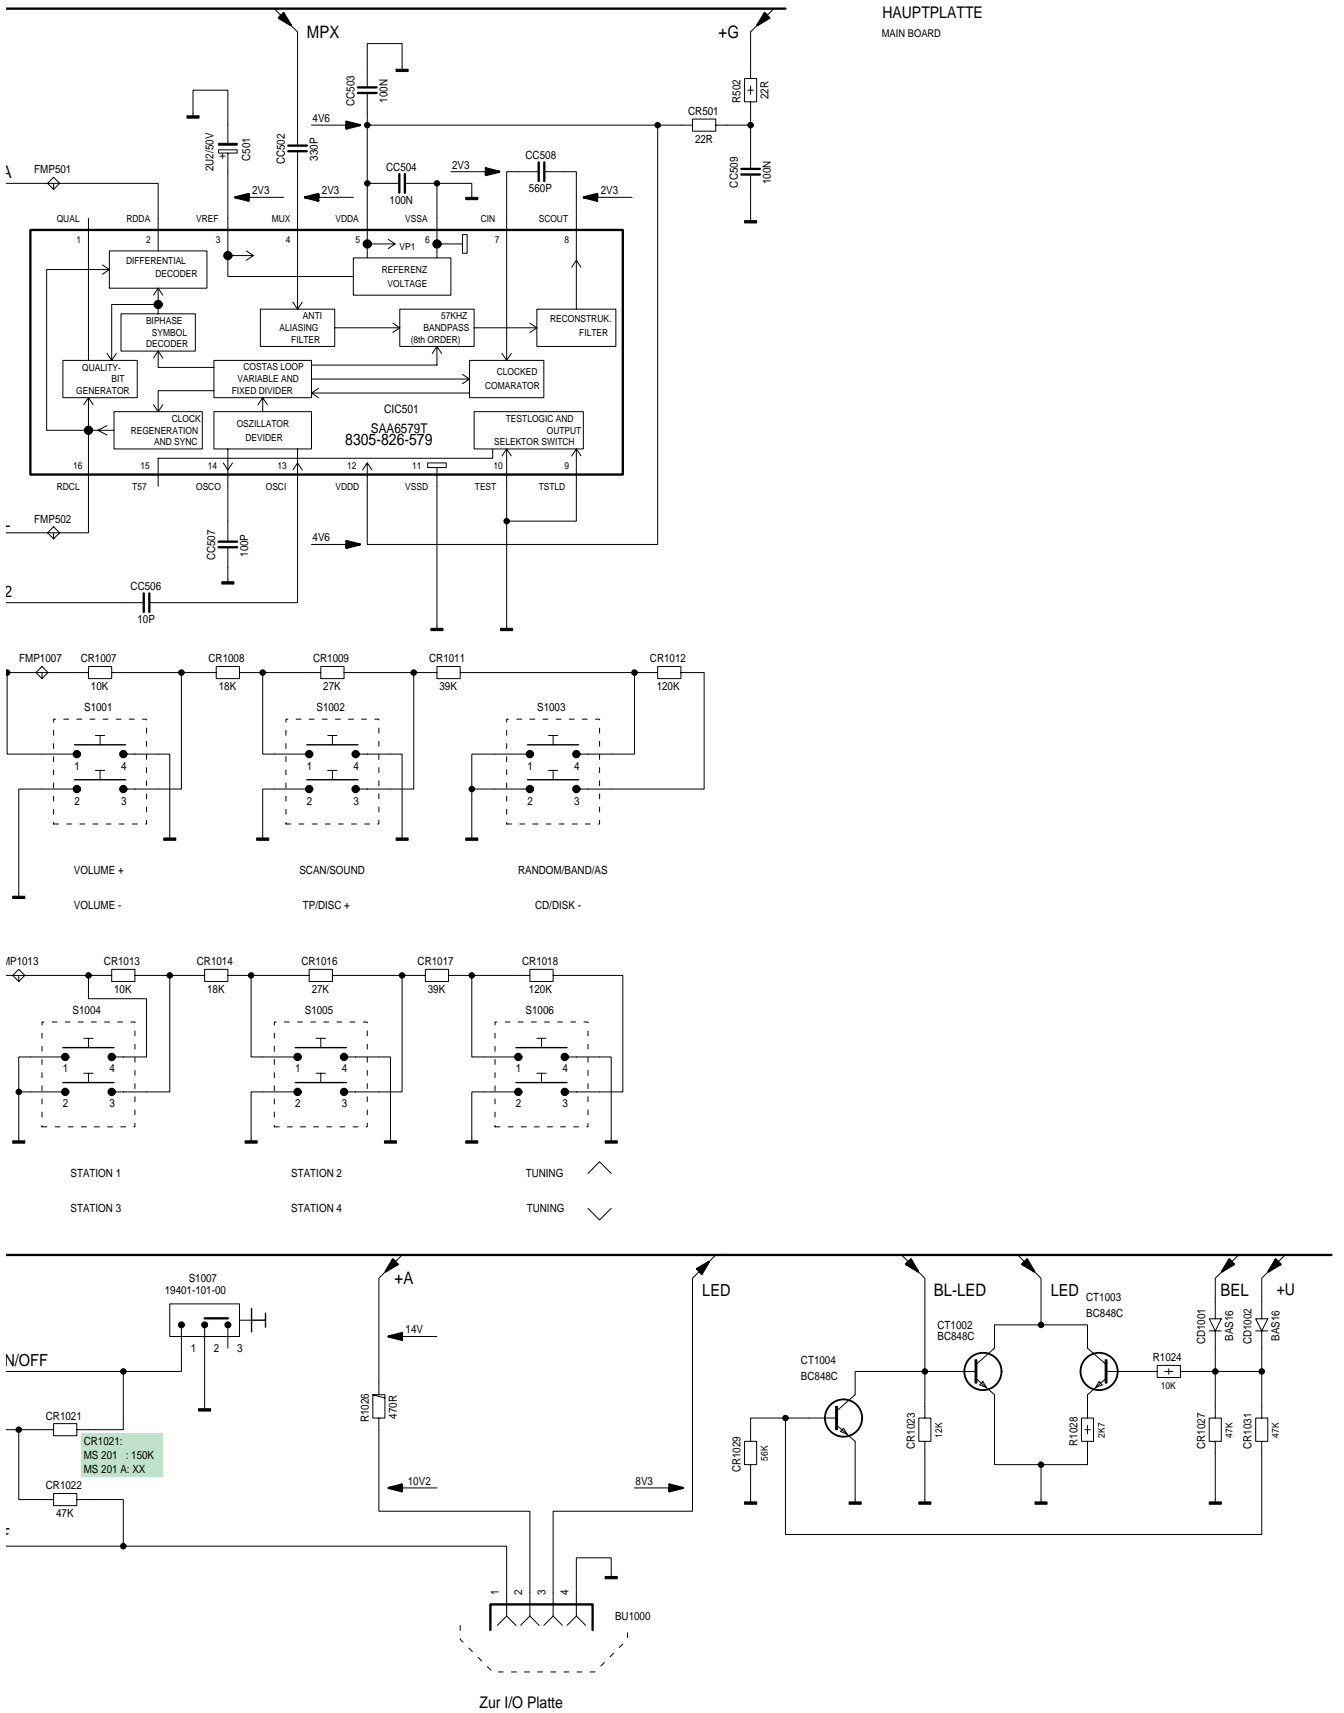 HAUPTPLATTE
MAIN BOARD
MPX
+G
CC503
100N
R502
22R
CR501
22R
CC509
100N
4V6
2U2/50V
+
C501
CC502
330P
2V3
2V3
CC504
100N
2V3
CC508
560P
2V3
A
FMP501
QUAL
RDDA
VREF
MUX
VDDA
VSSA
CIN
SCOUT
1
2
3
4
5
6
7
8
VP1
DIFFERENTIAL
DECODER
REFERENZ
VOLTAGE
BIPHASE
SYMBOL
DECODER
ANTI
ALIASING
FILTER
57KHZ
BANDPASS
(8th ORDER)
RECONSTRUK.
FILTER
QUALITY-
BIT
GENERATOR
COSTAS LOOP
VARIABLE AND
FIXED DIVIDER
CLOCKED
COMARATOR
CLOCK
REGENERATION
AND SYNC
OSZILLATOR
DEVIDER
CIC501
SAA6579T
8305-826-579
TESTLOGIC AND
OUTPUT
SELEKTOR SWITCH
16
15
14
13
12
11
10
9
RDCL
T57
OSCO
OSCI
VDDD
VSSD
TEST
TSTLD
FMP502
CC507
100P
4V6
2
CC506
10P
FMP1007
CR1007
10K
CR1008
18K
CR1009
27K
CR1011
39K
CR1012
120K
S1001
S1002
S1003
1 4
2 3
1 4
2 3
1 4
2 3
VOLUME +
SCAN/SOUND
RANDOM/BAND/AS
VOLUME -
TP/DISC +
CD/DISK -
MP1013
CR1013
10K
CR1014
18K
CR1016
27K
CR1017
39K
CR1018
120K
S1004
S1005
S1006
1 4
2 3
1 4
2 3
1 4
2 3
STATION 1
STATION 2
TUNING
STATION 3
STATION 4
TUNING
S1007
19401-101-00
1 2 3
N/OFF
CR1021
CR1021:
MS 201 : 150K
MS 201 A: XX
CR1022
47K
+A
14V
R1026
470R
10V2
8V3
LED
BL-LED
LED
BEL
+U
CT1002
BC848C
CT1003
BC848C
CT1004
BC848C
CD1001
BAS16
CD1002
BAS16
R1024
+
10K
CR1029
56K
CR1023
12K
R1028
+
2K7
CR1027
47K
CR1031
47K
1
2
3
4
BU1000
Zur I/O Platte